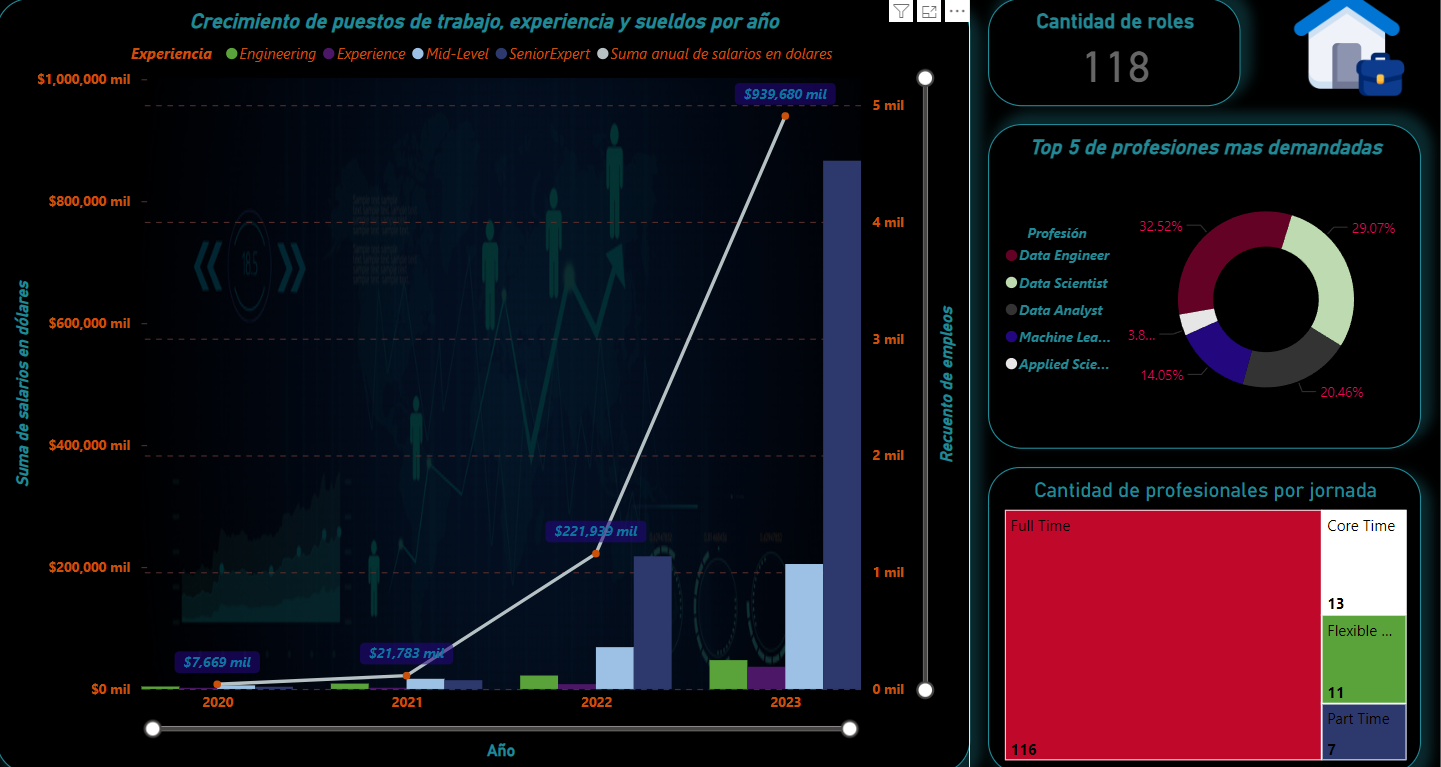 Crecimiento de puestos de trabajo, experiencia y sueldos por año
Experiencia Engineering Experience Mid-Level SeniorExpert Suma anual de salarios en dolares
Suma de salarios en dólares
$1,000,000 mil
$800,000 mil
$600,000 mil
$400,000 mil
$200,000 mil
$0 mil
$7,669 mil
$21,783 mil
$221,939 mil
$939,680 mil
5 mil
4 mil
3 mil
2 mil
1 mil
0 mil
Recuento de empleos
2020 2021 2022 2023
Año
Cantidad de roles
118
Top 5 de profesiones mas demandadas
Profesión
Data Engineer
Data Scientist
Data Analyst
Machine Lea...
Applied Scie...
32.52%
29.07%
3.8...
14.05%
20.46%
Cantidad de profesionales por jornada
Full Time
116
Core Time
13
Flexible ...
11
Part Time
7